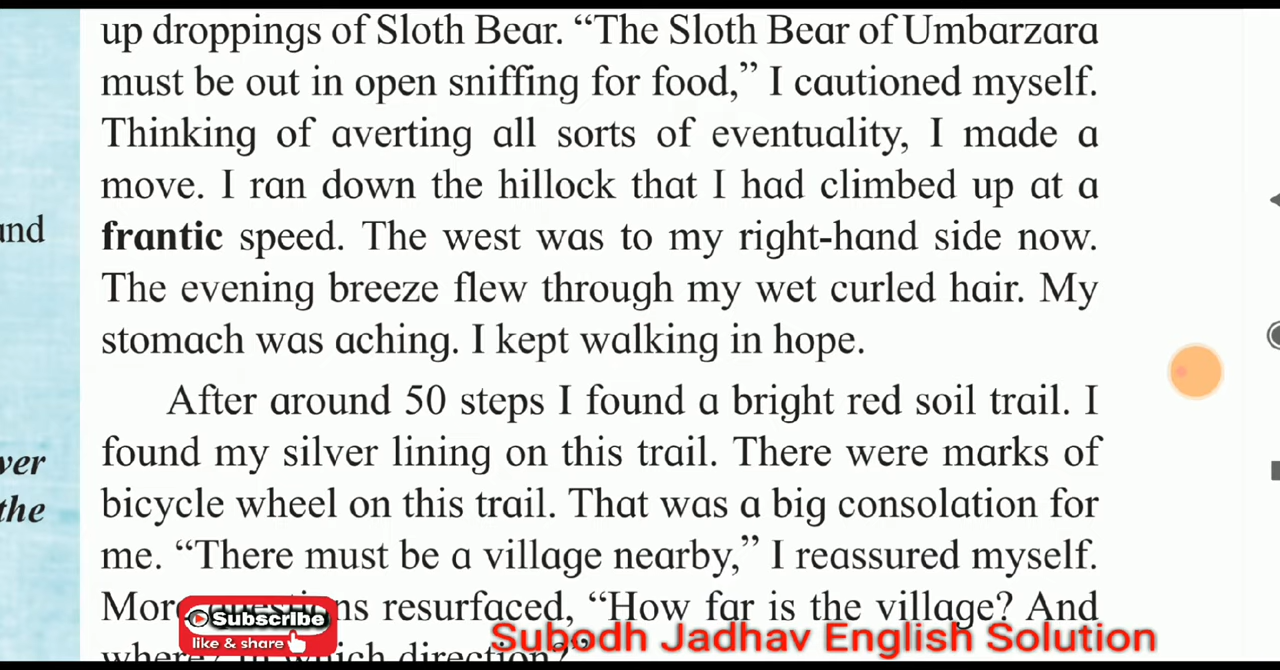 up droppings of Sloth Bear. “The Sloth Bear of Umbarzara
must be out in open sniffing for food,” I cautioned myself.
Thinking of averting all sorts of eventuality, I made a
move. I ran down the hillock that I had climbed up at a
frantic speed. The west was to my right-hand side now.
The evening breeze flew through my wet curled hair. My
stomach was aching. I kept walking in hope.
After around 50 steps I found a bright red soil trail. I
found my silver lining on this trail. There were marks of
bicycle wheel on this trail. That was a big consolation for
me. “There must be a village nearby,” I reassured myself.
More questions resurfaced, “How far is the village? And
where? In which direction?”
the
Subscribe
like & share
Subodh Jadhav English Solution